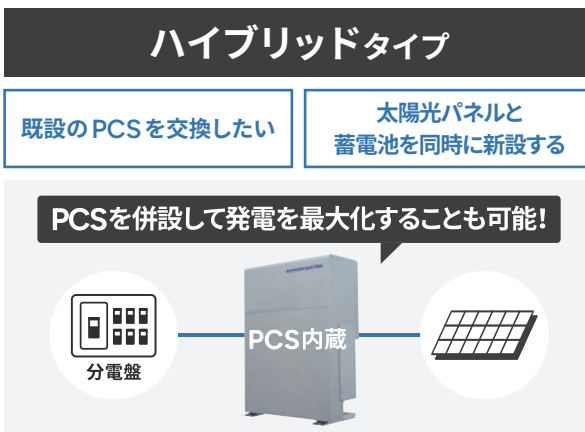 ハイブリッドタイプ
既設のPCSを交換したい
太陽光パネルと
蓄電池を同時に新設する
PCSを併設して発電を最大化することも可能!
PCS内蔵
分電盤